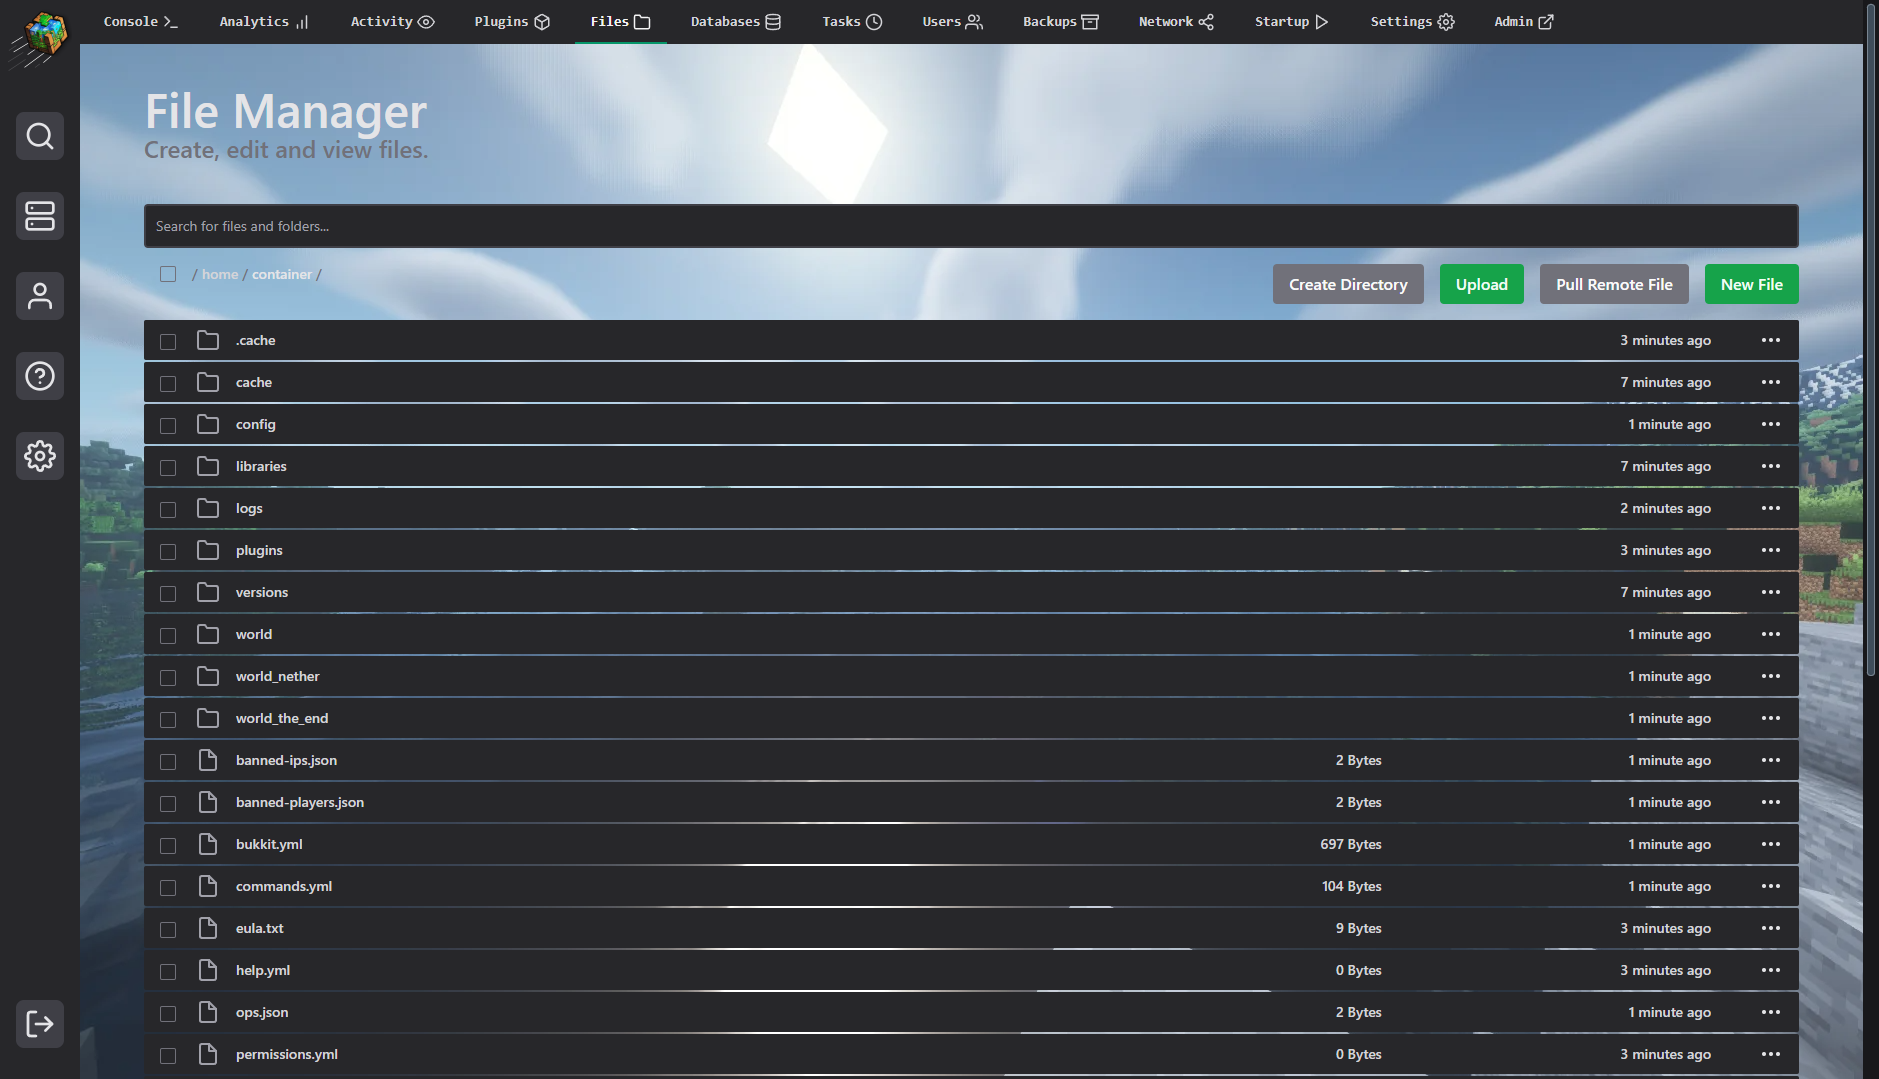 Console Analytics Activity Plugins Files Databases Tasks Users Backups Network Startup Settings Admin
File Manager
Create, edit and view files.
Search for files and folders...
/ home / container /
Create Directory Upload Pull Remote File New File
.cache 3 minutes ago
cache 7 minutes ago
config 1 minute ago
libraries 7 minutes ago
logs 2 minutes ago
plugins 3 minutes ago
versions 7 minutes ago
world 1 minute ago
world_nether 1 minute ago
world_the_end 1 minute ago
banned-ips.json 2 Bytes 1 minute ago
banned-players.json 2 Bytes 1 minute ago
bukkit.yml 697 Bytes 1 minute ago
commands.yml 104 Bytes 1 minute ago
eula.txt 9 Bytes 3 minutes ago
help.yml 0 Bytes 3 minutes ago
ops.json 2 Bytes 1 minute ago
permissions.yml 0 Bytes 3 minutes ago